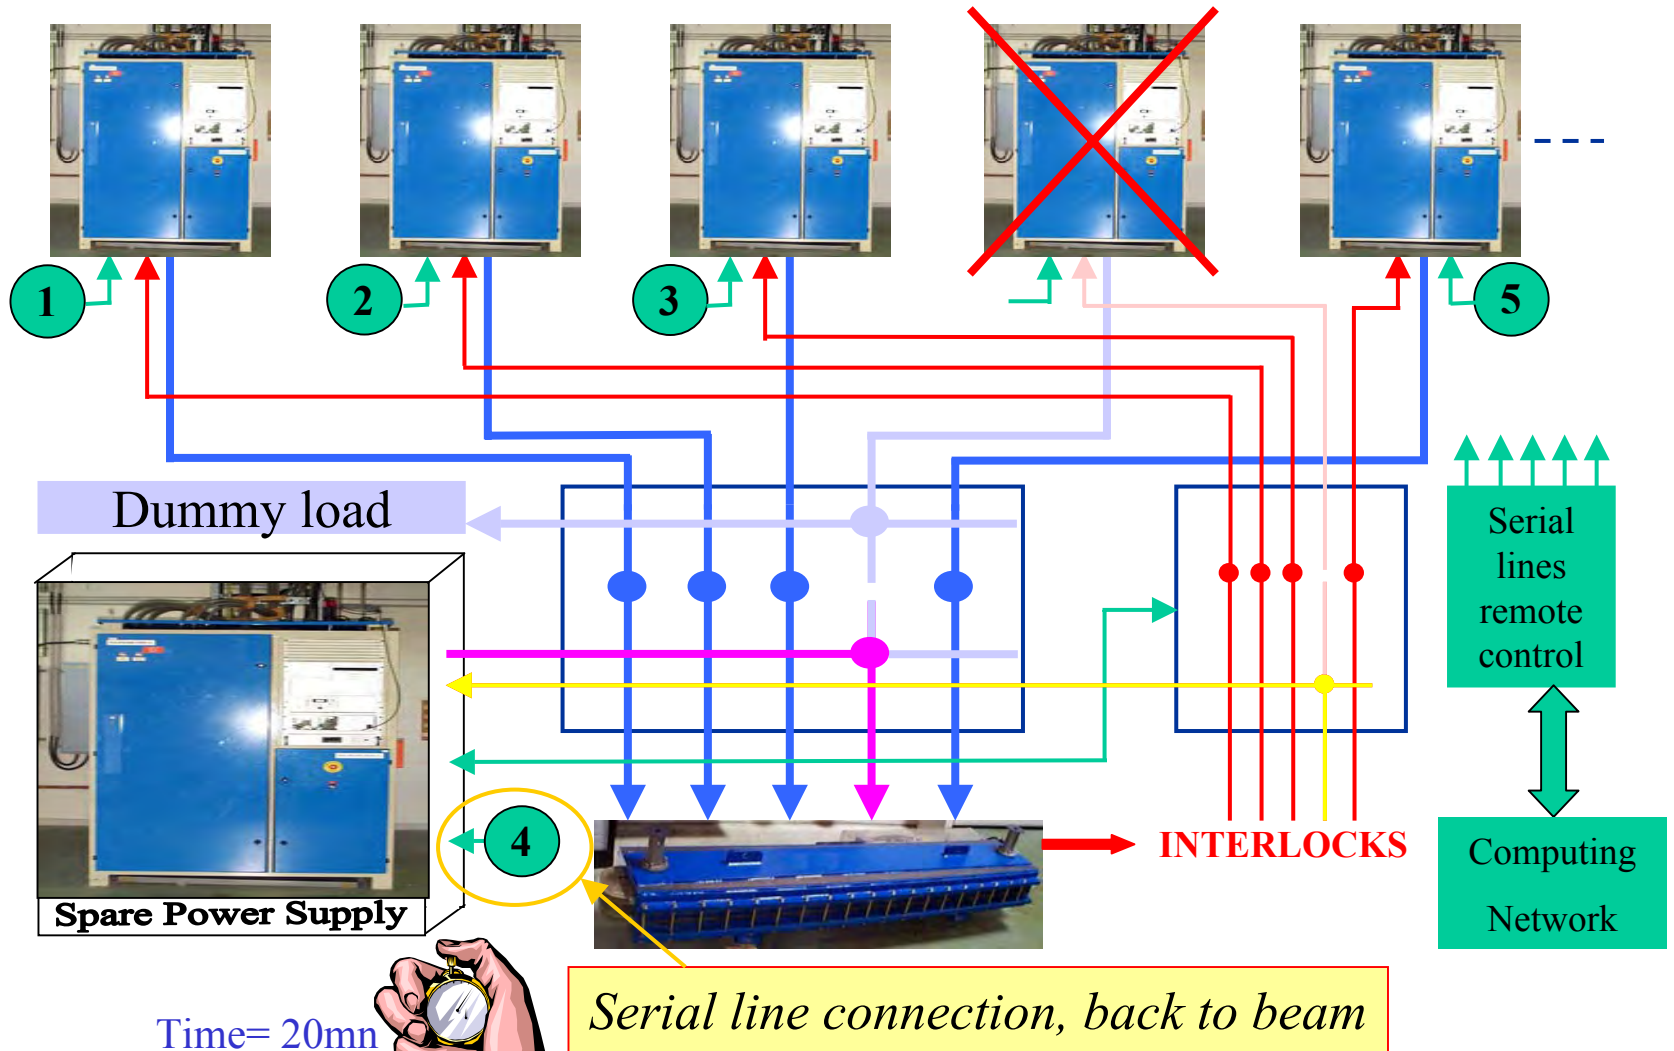 1
2
3
5
Dummy load
Serial
lines
remote
control
4
INTERLOCKS
Computing
Network
Spare Power Supply
Serial line connection, back to beam
Time= 20mn